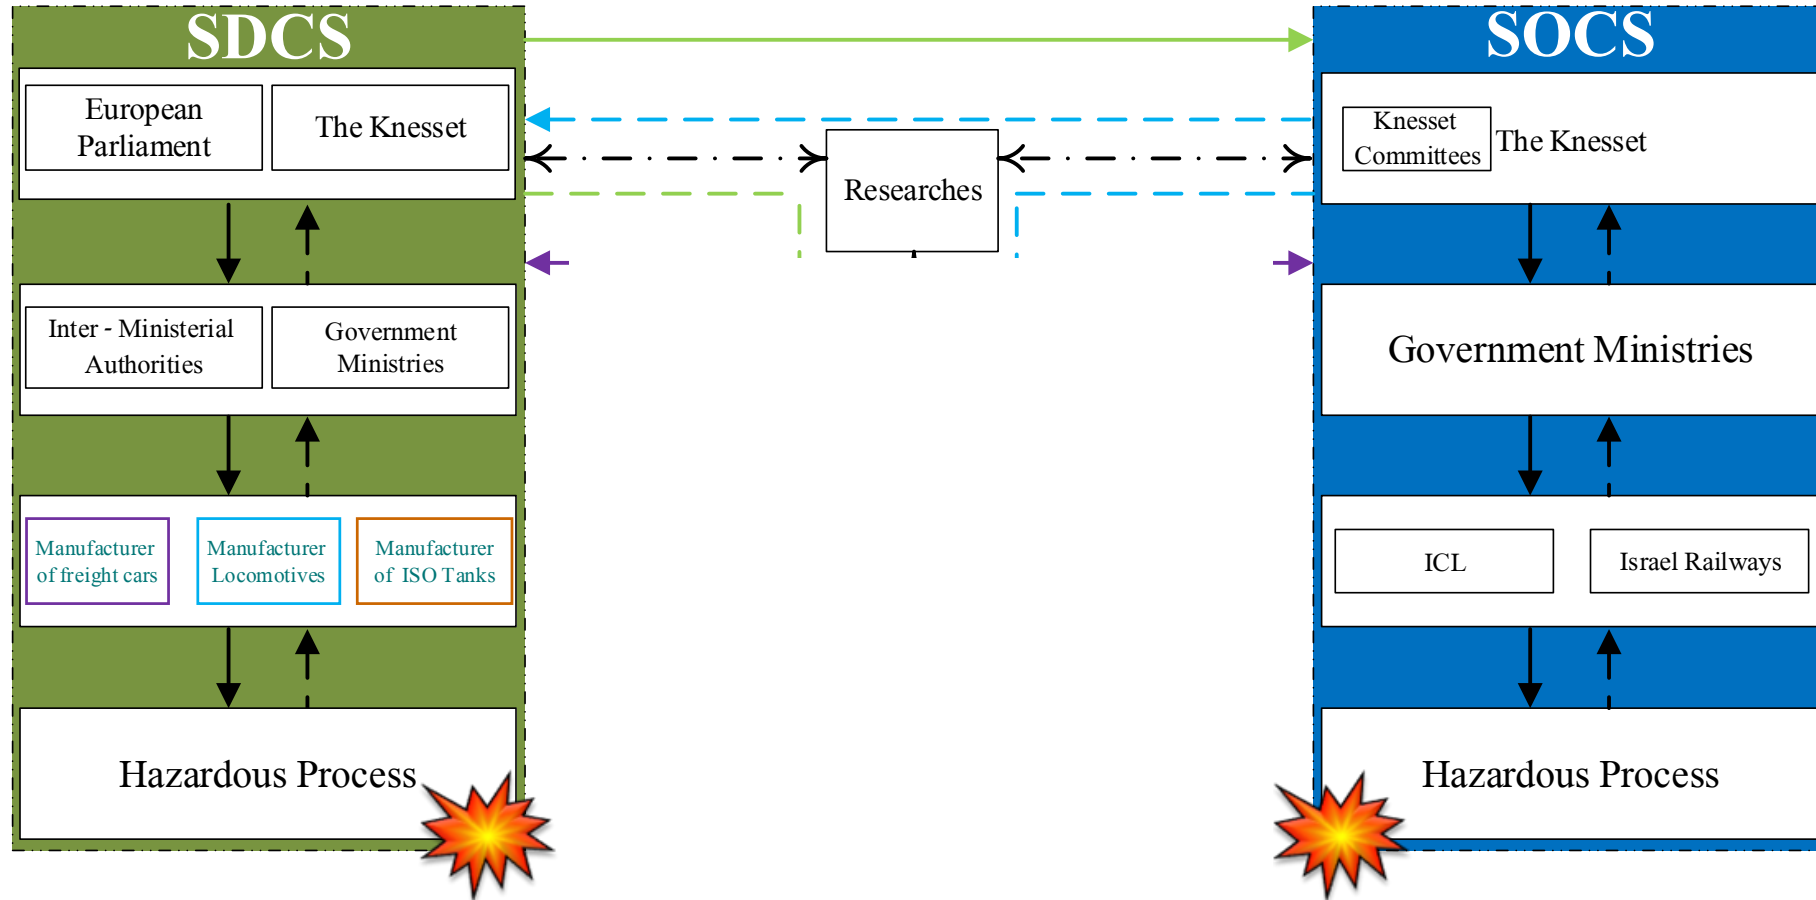 SDCS
European
Parliament
The Knesset
Inter - Ministerial
Authorities
Government
Ministries
Manufacturer
of freight cars
Manufacturer
Locomotives
Manufacturer
of ISO Tanks
Hazardous Process
Researches
SOCS
Knesset
Committees
The Knesset
Government Ministries
ICL
Israel Railways
Hazardous Process